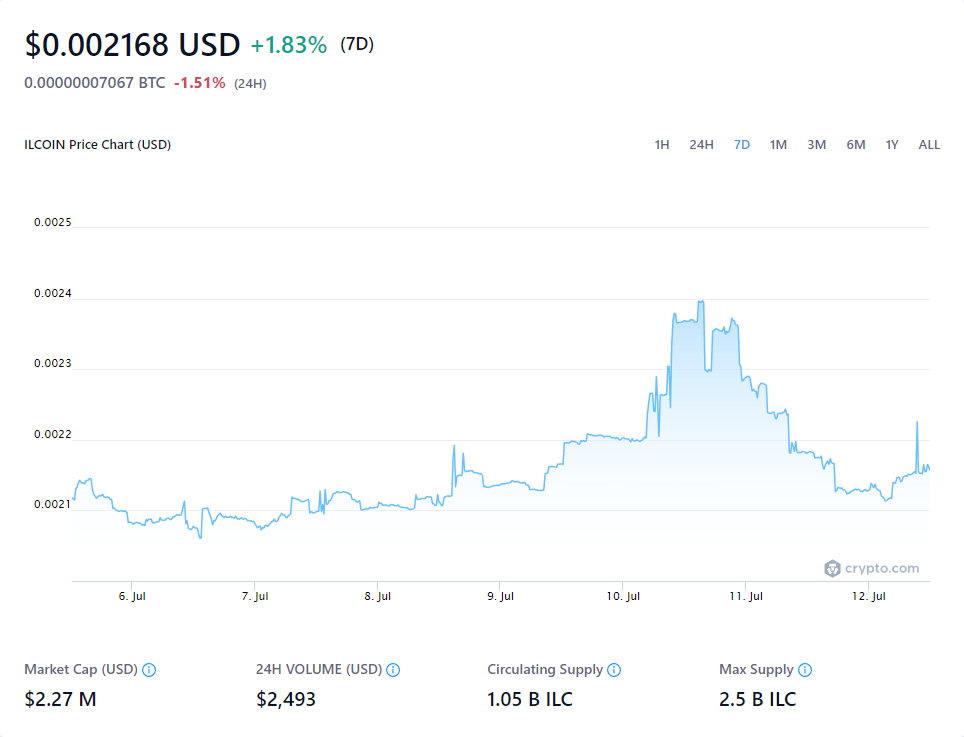 $0.002168 USD +1.83% (7D)
0.00000007067 BTC -1.51% (24H)
ILCOIN Price Chart (USD) 1H 24H 7D 1M 3M 6M 1Y ALL
0.0025
0.0024
0.0023
0.0022
0.0021
crypto.com
6. Jul 7. Jul 8. Jul 9. Jul 10. Jul 11. Jul 12. Jul
Market Cap (USD) 24H VOLUME (USD) Circulating Supply Max Supply
$2.27 M $2,493 1.05 B ILC 2.5 B ILC